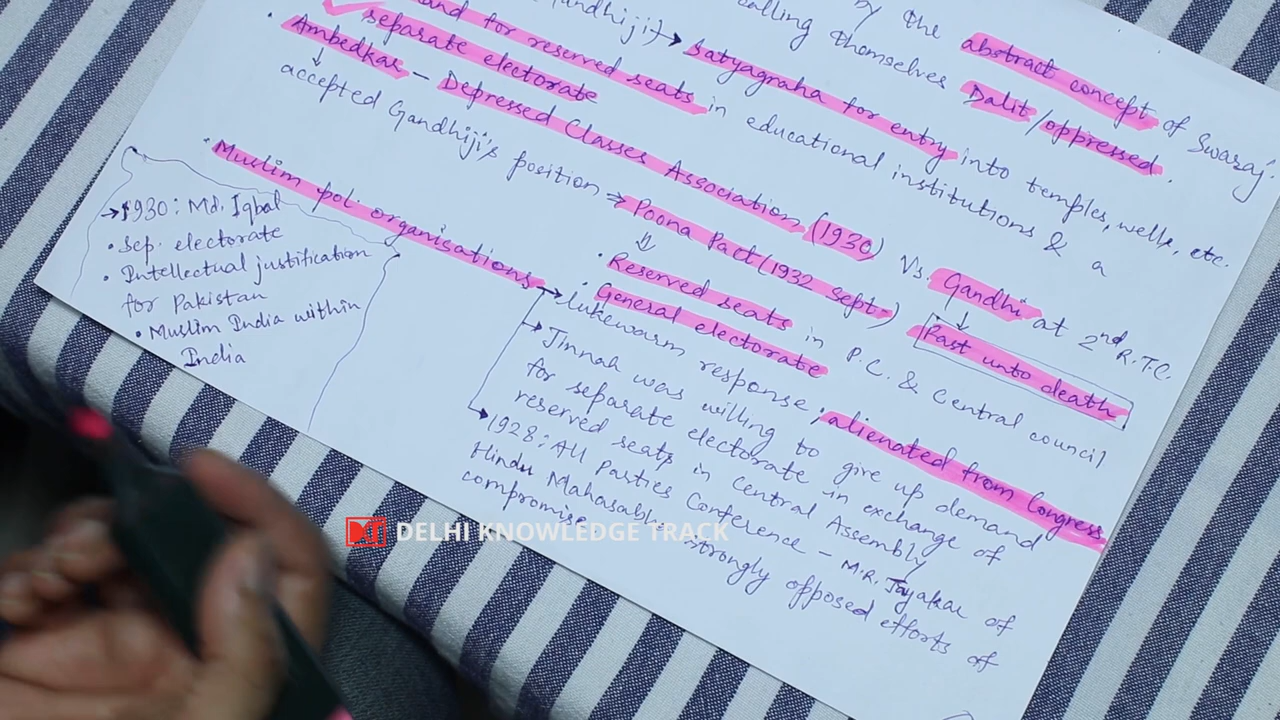 by the abstract concept of Swaraj.
calling themselves Dalit/oppressed.
Gandhiji) → Satyagraha for entry into temples, wells, etc.
and for reserved seats in educational institutions & a
separate electorate
• Ambedkar – Depressed Classes Association (1930) Vs. Gandhi at 2nd R.T.C.
↓ accepted Gandhiji's position ⇒ Poona Pact (1932 Sept.)
Fast unto death
• Reserved seats in P.C. & Central council
• General electorate
• Muslim pol. organisations → Lukewarm response; alienated from Congress
→ Jinnah was willing to give up demand
for separate electorate in exchange of
reserved seats in Central Assembly
→ 1928: All Parties Conference – M.R. Jayakar of
Hindu Mahasabha strongly opposed efforts of
compromise
→ 1930: Md. Iqbal
• Sep. electorate
• Intellectual justification
for Pakistan
• Muslim India within
India
DELHI KNOWLEDGE TRACK